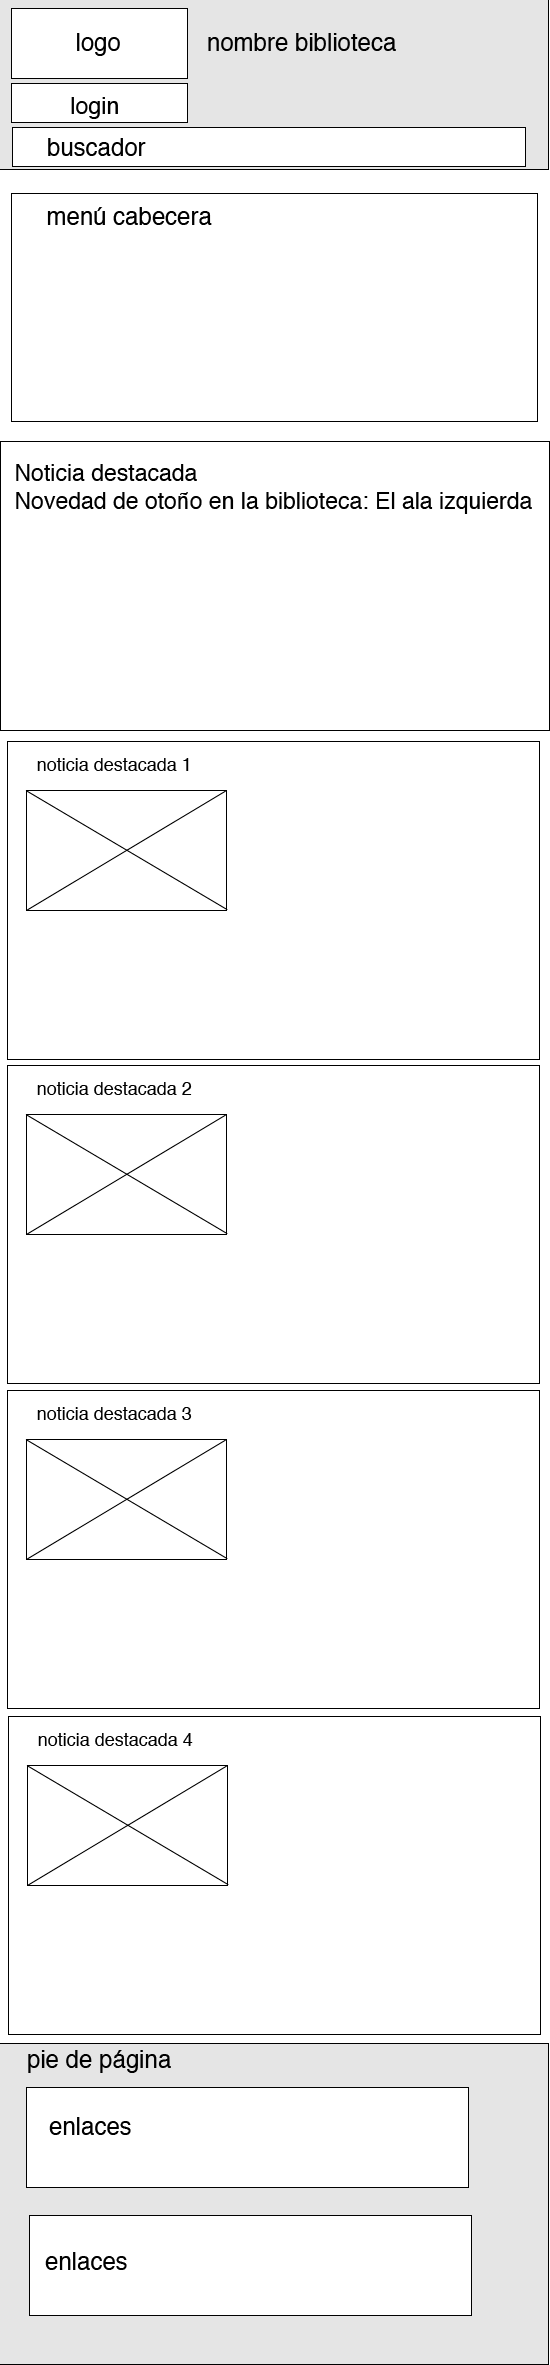 logo
nombre biblioteca
login
buscador
menú cabecera
Noticia destacada
Novedad de otoño en la biblioteca: El ala izquierda
noticia destacada 1
noticia destacada 2
noticia destacada 3
noticia destacada 4
pie de página
enlaces
enlaces